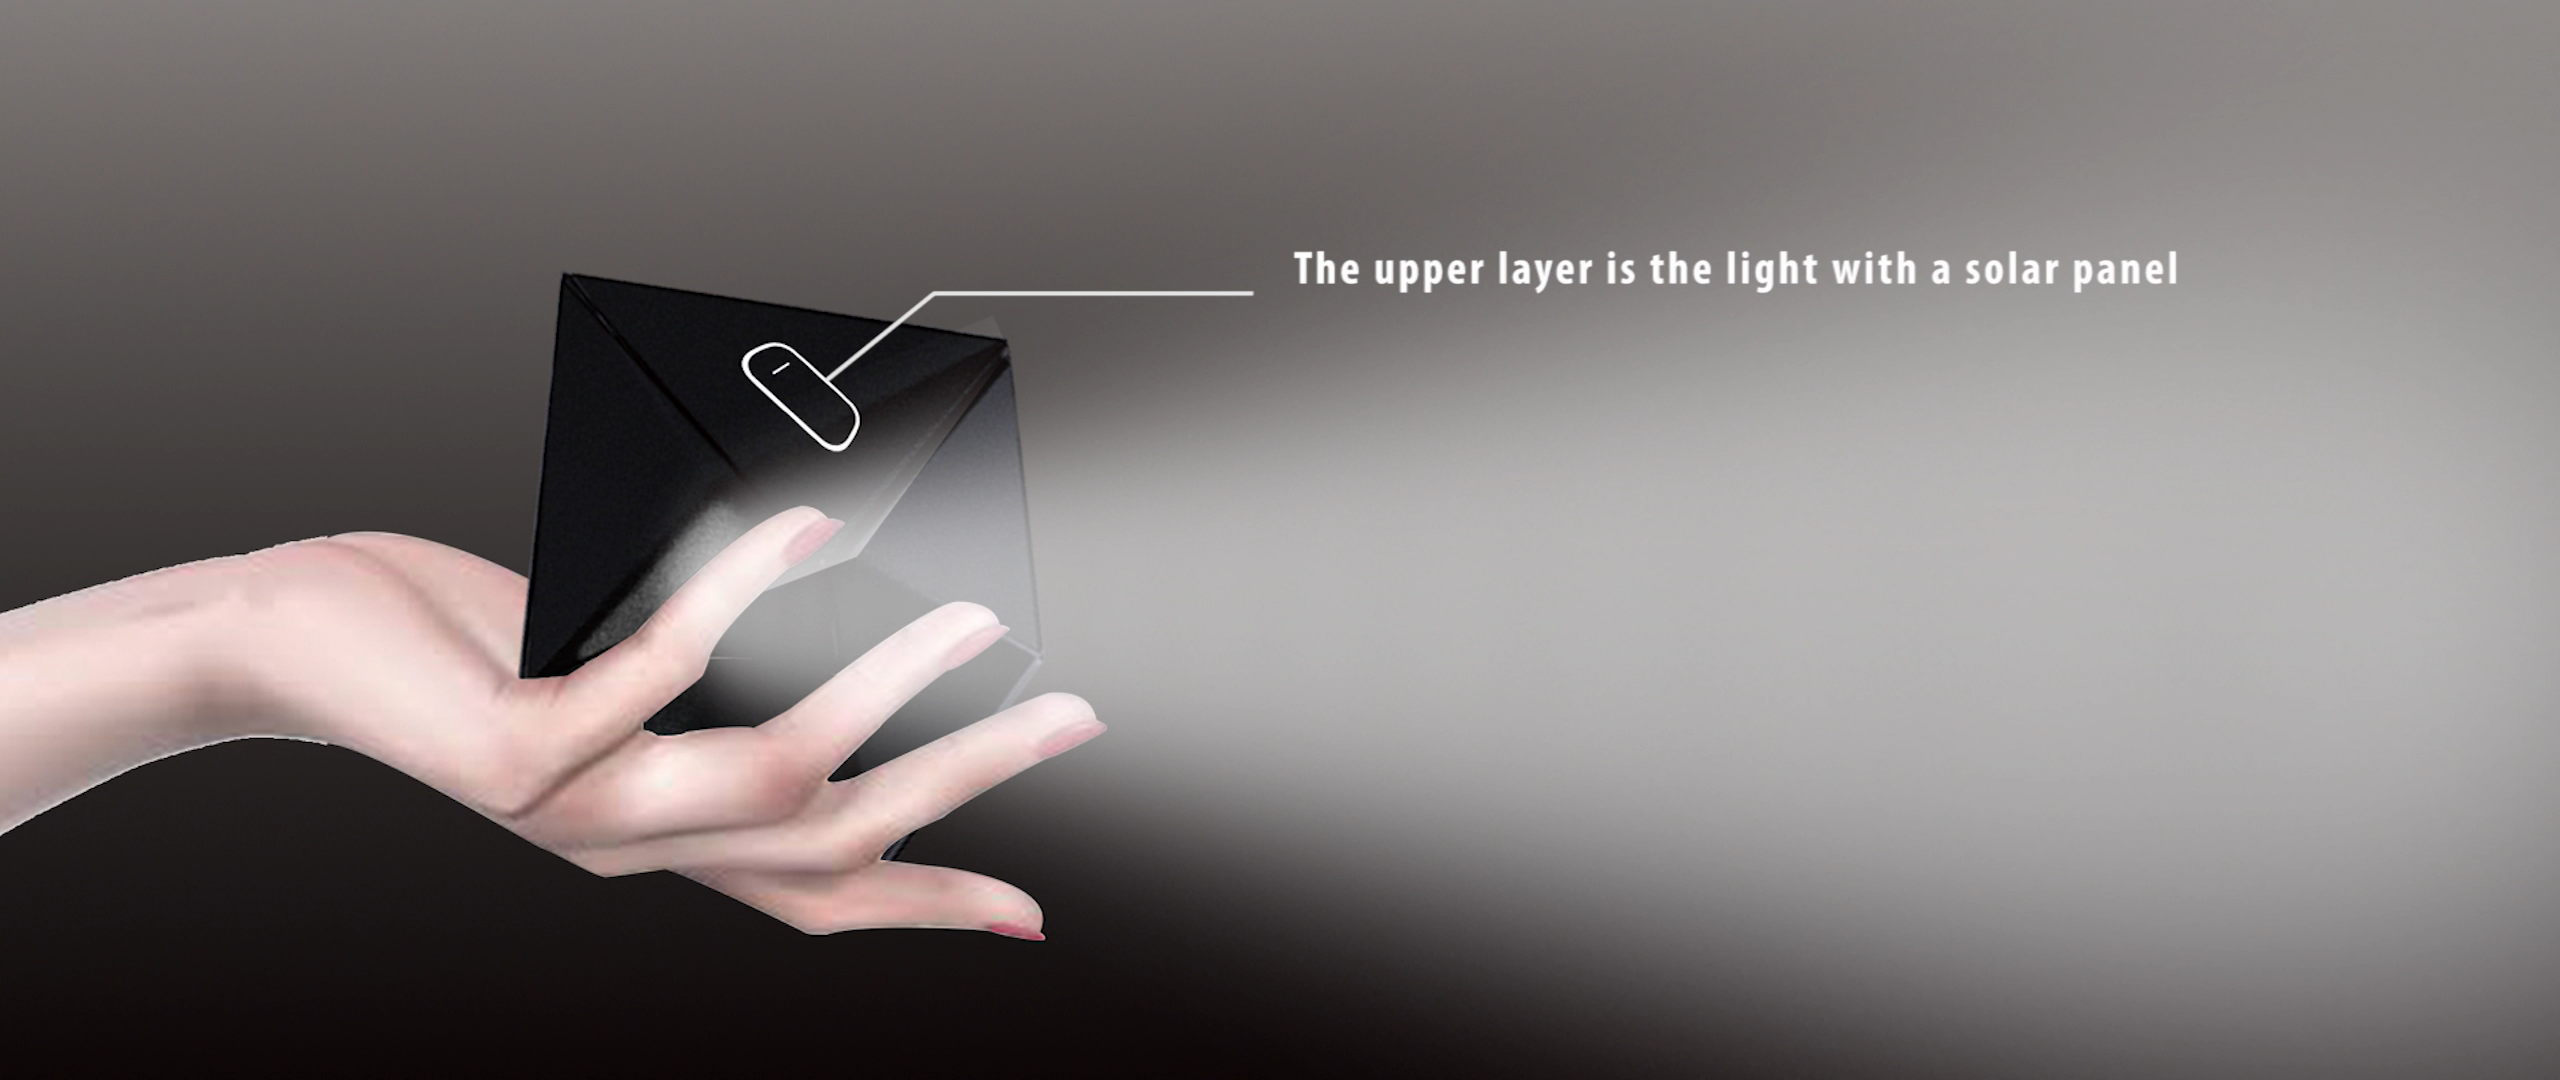 The upper layer is the light with a solar panel